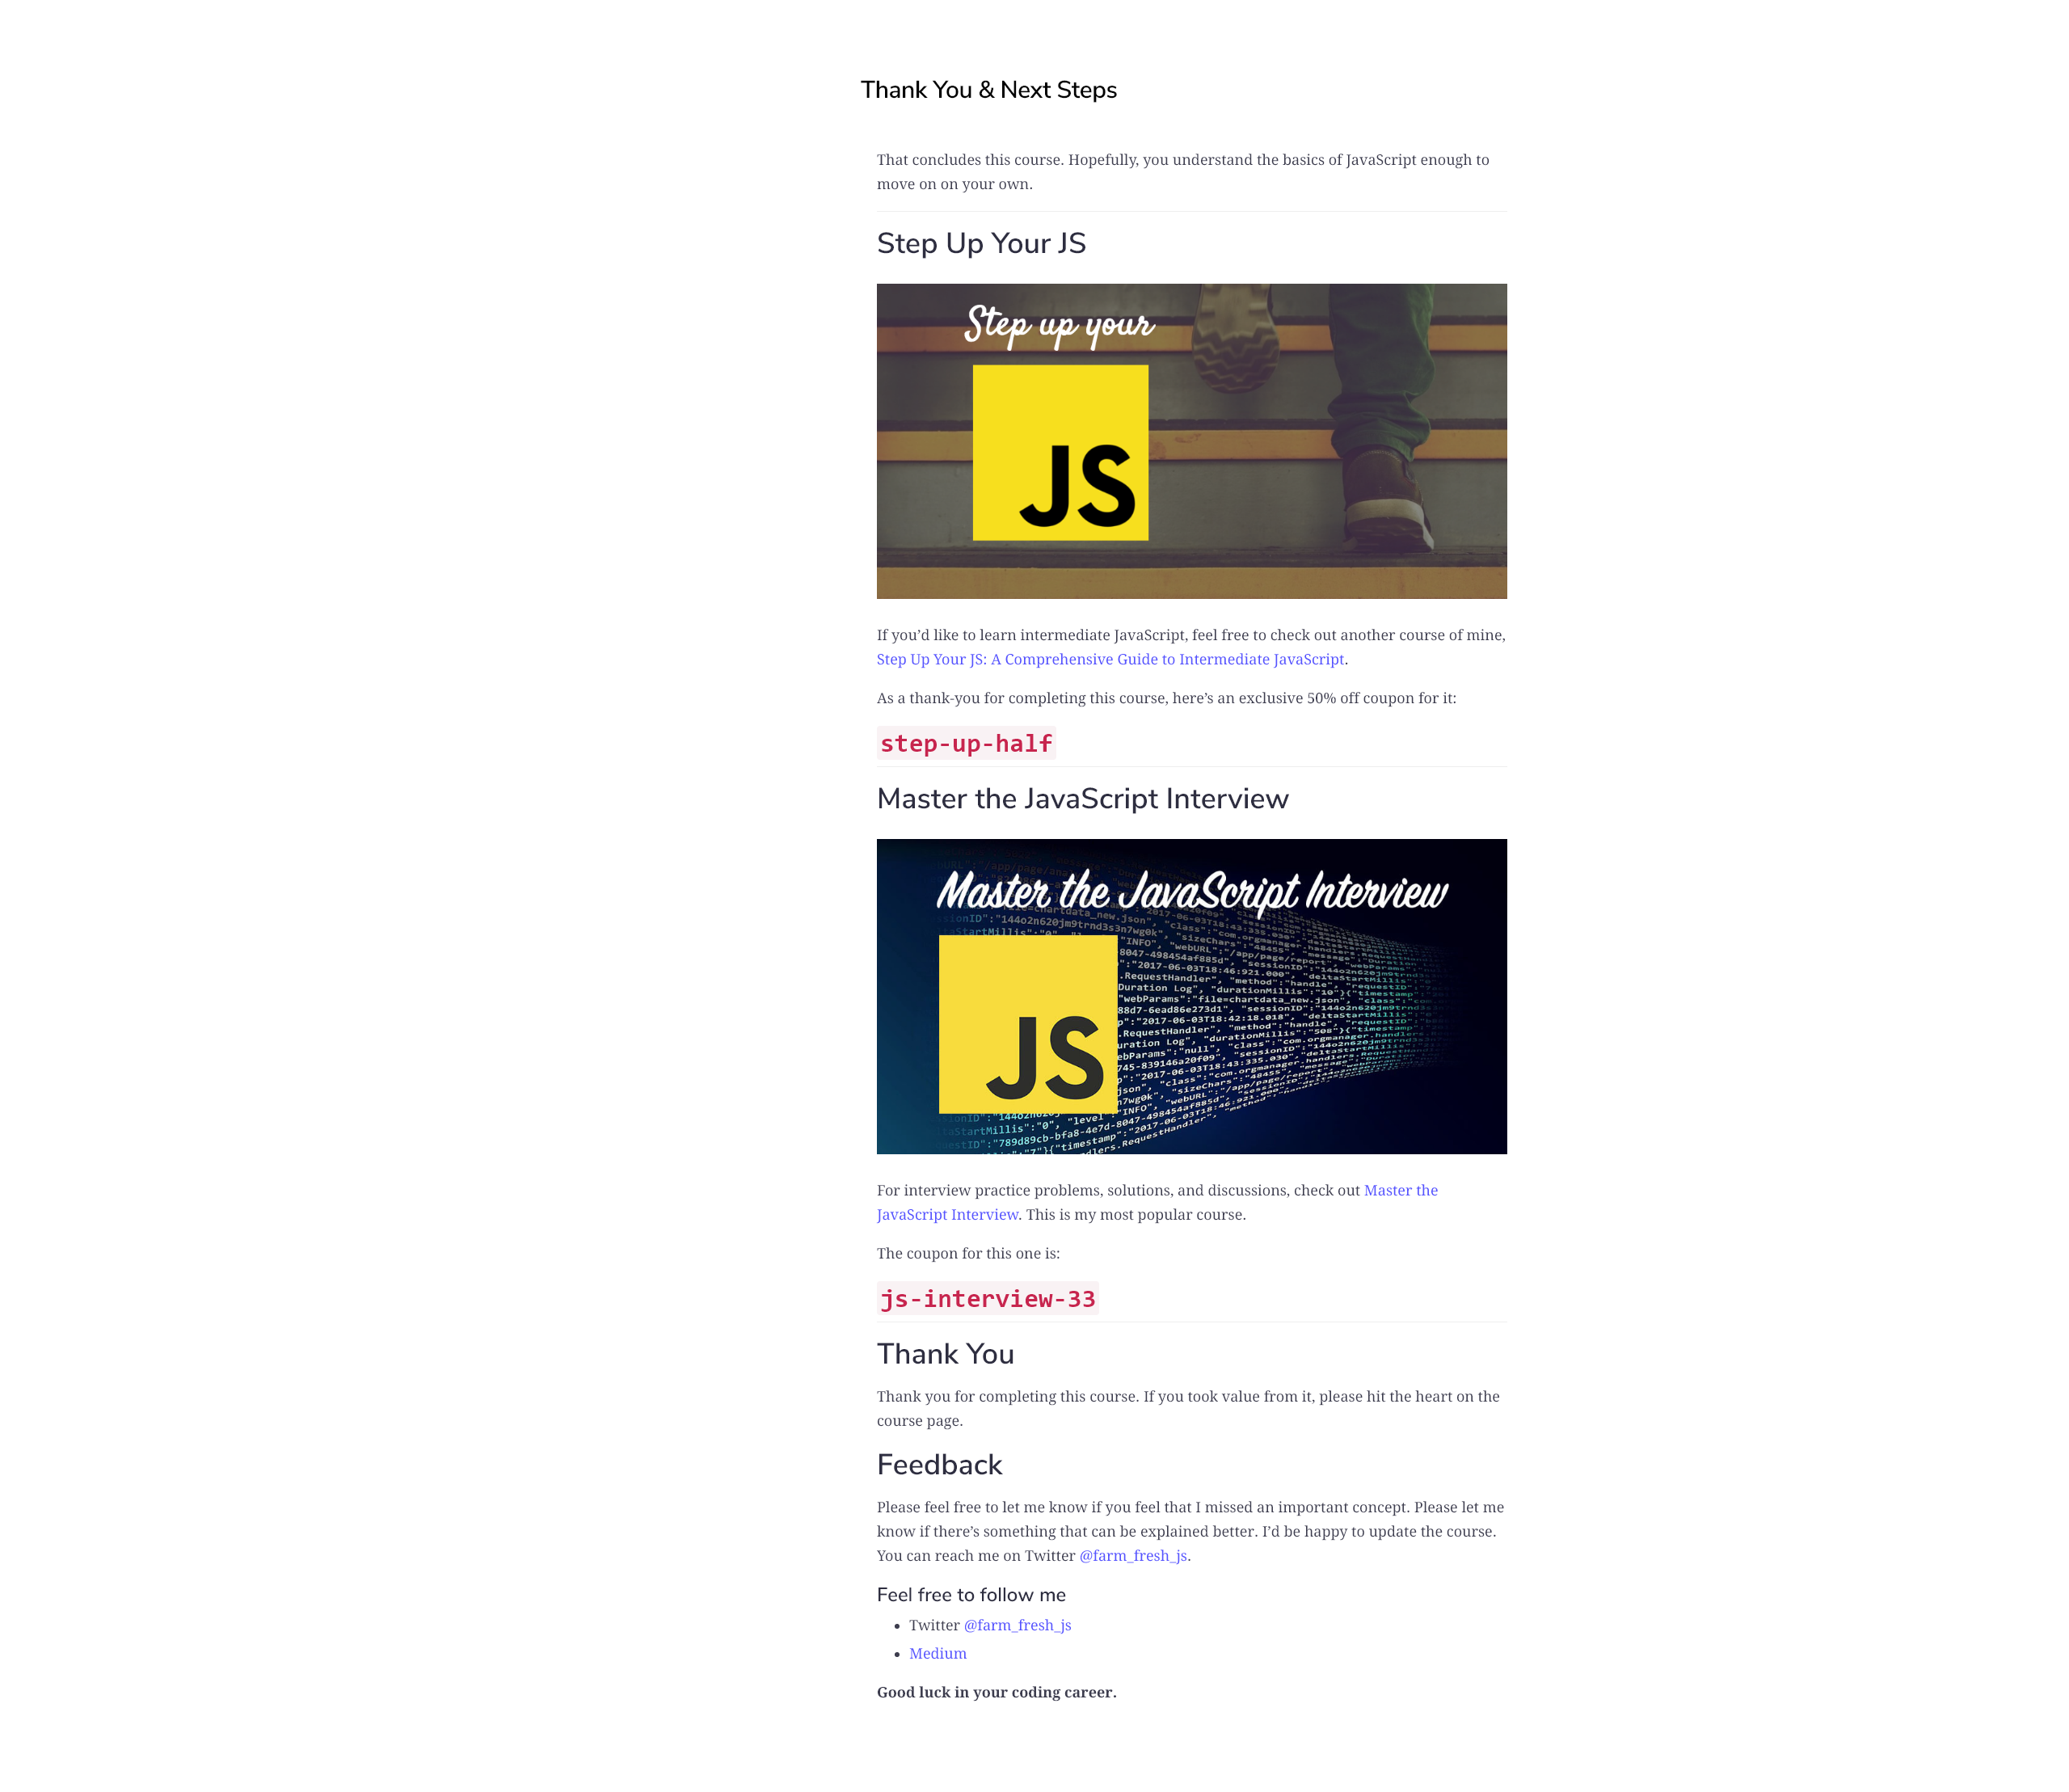 Thank You & Next Steps
That concludes this course. Hopefully, you understand the basics of JavaScript enough to
move on on your own.
Step Up Your JS
Step up your
JS
If you’d like to learn intermediate JavaScript, feel free to check out another course of mine,
Step Up Your JS: A Comprehensive Guide to Intermediate JavaScript.
As a thank-you for completing this course, here’s an exclusive 50% off coupon for it:
step-up-half
Master the JavaScript Interview
Master the JavaScript Interview
JS
For interview practice problems, solutions, and discussions, check out Master the
JavaScript Interview. This is my most popular course.
The coupon for this one is:
js-interview-33
Thank You
Thank you for completing this course. If you took value from it, please hit the heart on the
course page.
Feedback
Please feel free to let me know if you feel that I missed an important concept. Please let me
know if there’s something that can be explained better. I’d be happy to update the course.
You can reach me on Twitter @farm_fresh_js.
Feel free to follow me
• Twitter @farm_fresh_js
• Medium
Good luck in your coding career.